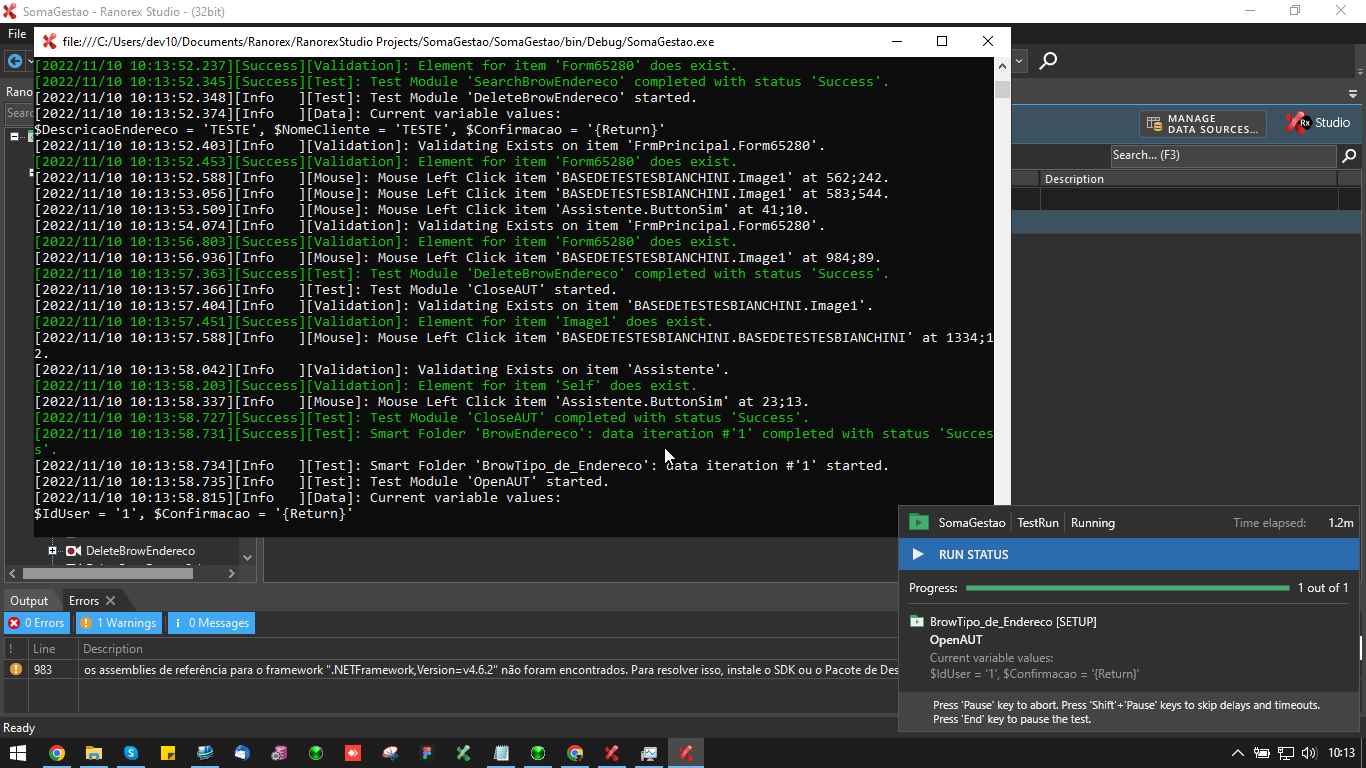 SomaGestao - Ranorex Studio - (32bit)
File
file:///C:/Users/dev10/Documents/Ranorex/RanorexStudio Projects/SomaGestao/SomaGestao/bin/Debug/SomaGestao.exe
[2022/11/10 10:13:52.237][Success][Validation]: Element for item 'Form65280' does exist.
[2022/11/10 10:13:52.345][Success][Test]: Test Module 'SearchBrowEndereco' completed with status 'Success'.
[2022/11/10 10:13:52.348][Info   ][Test]: Test Module 'DeleteBrowEndereco' started.
[2022/11/10 10:13:52.374][Info   ][Data]: Current variable values:
$DescricaoEndereco = 'TESTE', $NomeCliente = 'TESTE', $Confirmacao = '{Return}'
[2022/11/10 10:13:52.403][Info   ][Validation]: Validating Exists on item 'FrmPrincipal.Form65280'.
[2022/11/10 10:13:52.453][Success][Validation]: Element for item 'Form65280' does exist.
[2022/11/10 10:13:52.588][Info   ][Mouse]: Mouse Left Click item 'BASEDETESTESBIANCHINI.Image1' at 562;242.
[2022/11/10 10:13:53.056][Info   ][Mouse]: Mouse Left Click item 'BASEDETESTESBIANCHINI.Image1' at 583;544.
[2022/11/10 10:13:53.509][Info   ][Mouse]: Mouse Left Click item 'Assistente.ButtonSim' at 41;10.
[2022/11/10 10:13:54.074][Info   ][Validation]: Validating Exists on item 'FrmPrincipal.Form65280'.
[2022/11/10 10:13:56.803][Success][Validation]: Element for item 'Form65280' does exist.
[2022/11/10 10:13:56.936][Info   ][Mouse]: Mouse Left Click item 'BASEDETESTESBIANCHINI.Image1' at 984;89.
[2022/11/10 10:13:57.363][Success][Test]: Test Module 'DeleteBrowEndereco' completed with status 'Success'.
[2022/11/10 10:13:57.366][Info   ][Test]: Test Module 'CloseAUT' started.
[2022/11/10 10:13:57.404][Info   ][Validation]: Validating Exists on item 'BASEDETESTESBIANCHINI.Image1'.
[2022/11/10 10:13:57.451][Success][Validation]: Element for item 'Image1' does exist.
[2022/11/10 10:13:57.588][Info   ][Mouse]: Mouse Left Click item 'BASEDETESTESBIANCHINI.BASEDETESTESBIANCHINI' at 1334;1
2.
[2022/11/10 10:13:58.042][Info   ][Validation]: Validating Exists on item 'Assistente'.
[2022/11/10 10:13:58.203][Success][Validation]: Element for item 'Self' does exist.
[2022/11/10 10:13:58.337][Info   ][Mouse]: Mouse Left Click item 'Assistente.ButtonSim' at 23;13.
[2022/11/10 10:13:58.727][Success][Test]: Test Module 'CloseAUT' completed with status 'Success'.
[2022/11/10 10:13:58.731][Success][Test]: Smart Folder 'BrowEndereco': data iteration #'1' completed with status 'Succes
s'.
[2022/11/10 10:13:58.734][Info   ][Test]: Smart Folder 'BrowTipo_de_Endereco': data iteration #'1' started.
[2022/11/10 10:13:58.735][Info   ][Test]: Test Module 'OpenAUT' started.
[2022/11/10 10:13:58.815][Info   ][Data]: Current variable values:
$IdUser = '1', $Confirmacao = '{Return}'
Rano
Searc
MANAGE
DATA SOURCES...
Rx
Studio
Search... (F3)
Description
DeleteBrowEndereco
Output
Errors
0 Errors
1 Warnings
0 Messages
! Line Description
983 os assemblies de referência para o framework ".NETFramework,Version=v4.6.2" não foram encontrados. Para resolver isso, instale o SDK ou o Pacote de Des
SomaGestao TestRun Running Time elapsed: 1.2m
RUN STATUS
Progress: 1 out of 1
BrowTipo_de_Endereco [SETUP]
OpenAUT
Current variable values:
$IdUser = '1', $Confirmacao = '{Return}'
Press 'Pause' key to abort. Press 'Shift'+'Pause' keys to skip delays and timeouts.
Press 'End' key to pause the test.
Ready
10:13